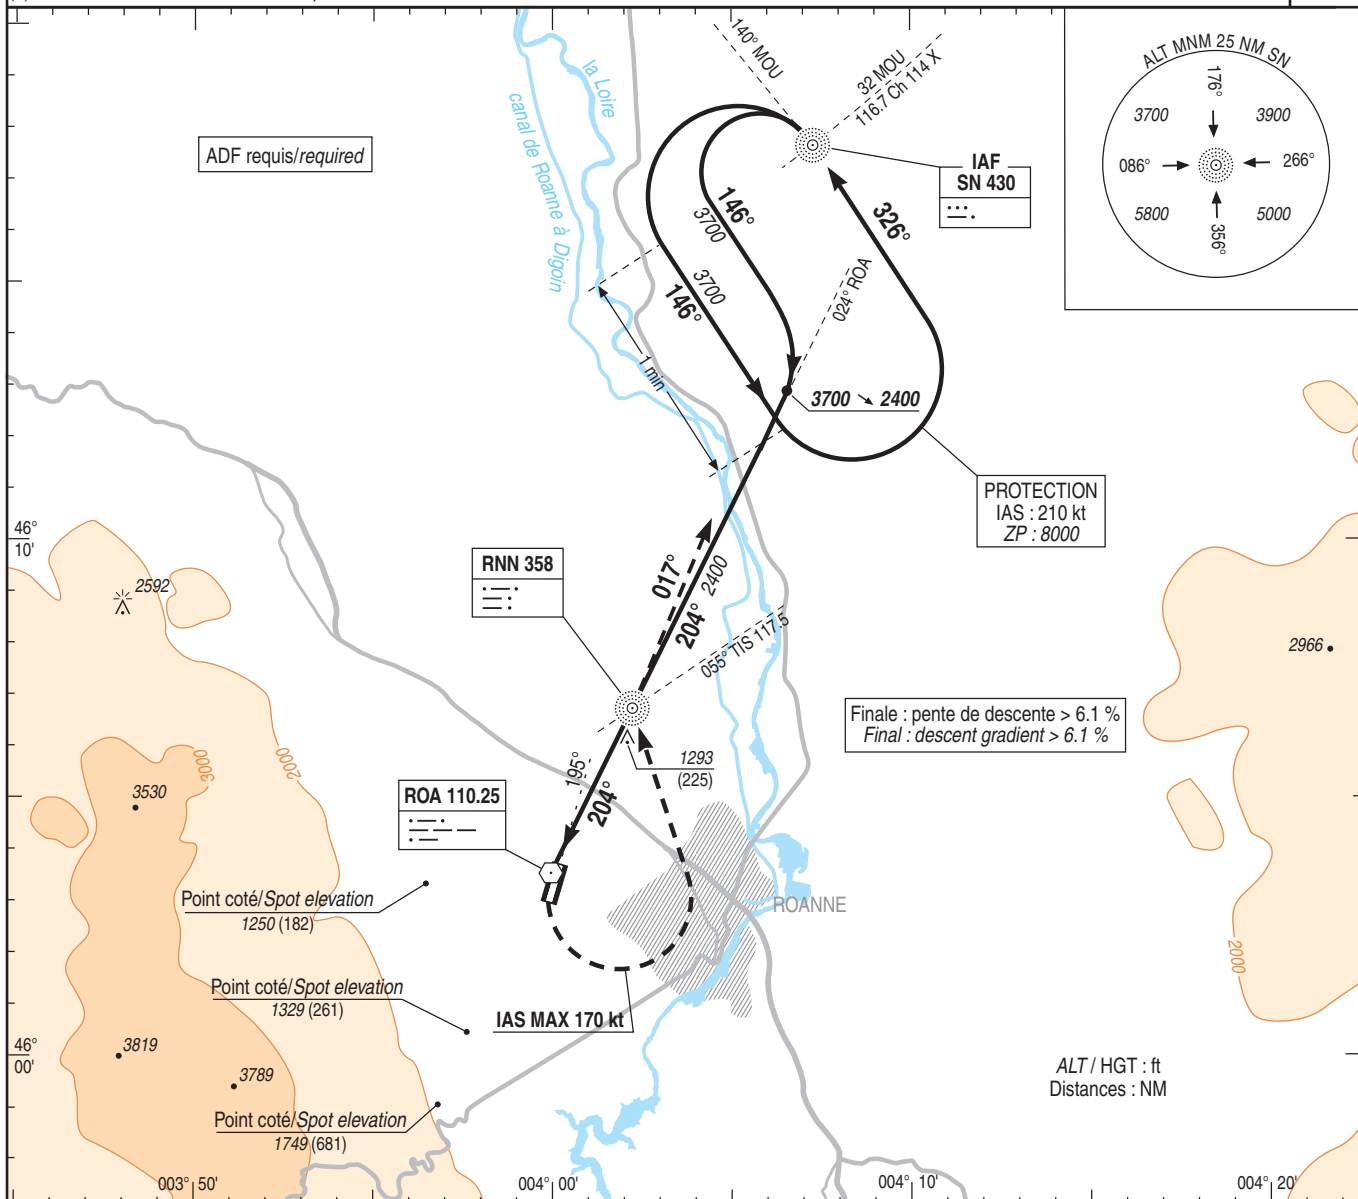 140° MOU
32 MOU
116.7 Ch 114 X
ALT MNM 25 NM SN
176°
3700
3900
086°
266°
5800
5000
356°
la Loire
canal de Roanne à Digoin
ADF requis/required
IAF
SN 430
146°
3700
326°
3700
146°
024° ROA
1 min
3700 ↘ 2400
PROTECTION
IAS : 210 kt
ZP : 8000
46°
10'
2592
RNN 358
017°
2400
204°
055° TIS 117.5
2966
Finale : pente de descente > 6.1 %
Final : descent gradient > 6.1 %
3000
2000
1293
(225)
195°
204°
3530
ROA 110.25
Point coté/Spot elevation
1250 (182)
ROANNE
2000
Point coté/Spot elevation
1329 (261)
IAS MAX 170 kt
3819
46°
00'
3789
ALT / HGT : ft
Distances : NM
Point coté/Spot elevation
1749 (681)
003° 50'
004° 00'
004° 10'
004° 20'